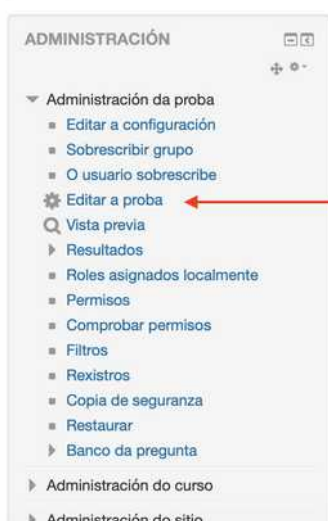 ADMINISTRACIÓN
Administración da proba
Editar a configuración
Sobrescribir grupo
O usuario sobrescribe
Editar a proba
Vista previa
Resultados
Roles asignados localmente
Permisos
Comprobar permisos
Filtros
Rexistros
Copia de seguranza
Restaurar
Banco da pregunta
Administración do curso
Administración do sitio